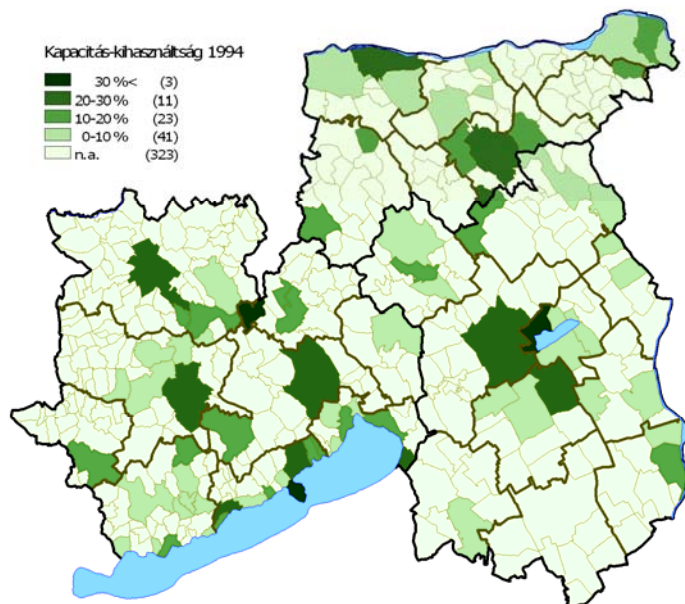 Kapacitás-kihasználtság 1994
30 %< (3)
20-30 % (11)
10-20 % (23)
0-10 % (41)
n.a. (323)